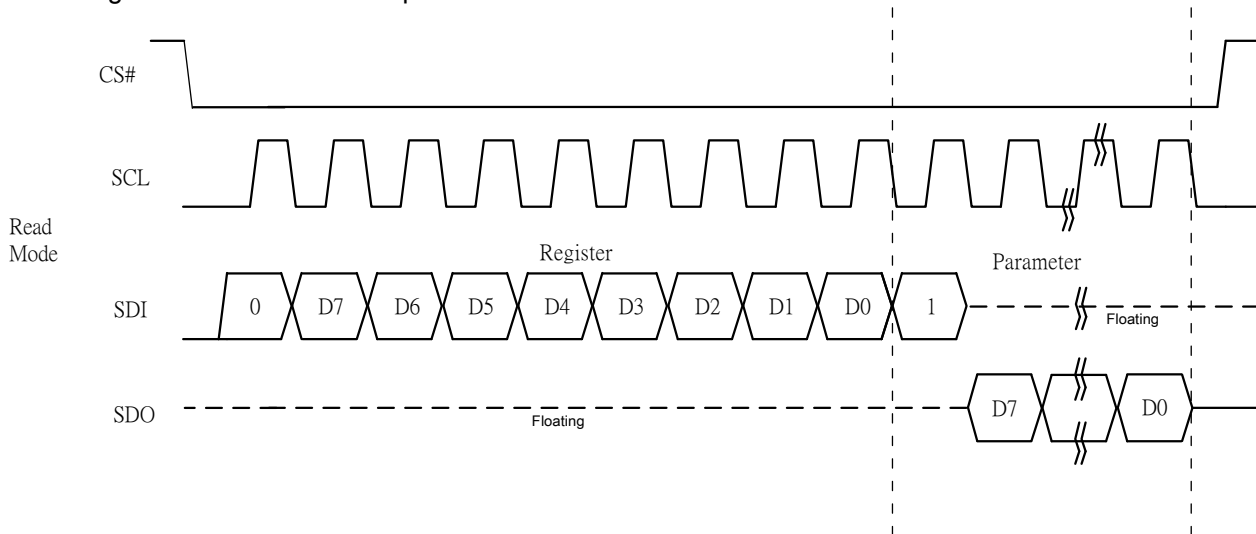 CS#
SCL
Read
Mode
Register
Parameter
SDI
0 D7 D6 D5 D4 D3 D2 D1 D0 1
Floating
SDO
Floating
D7 D0